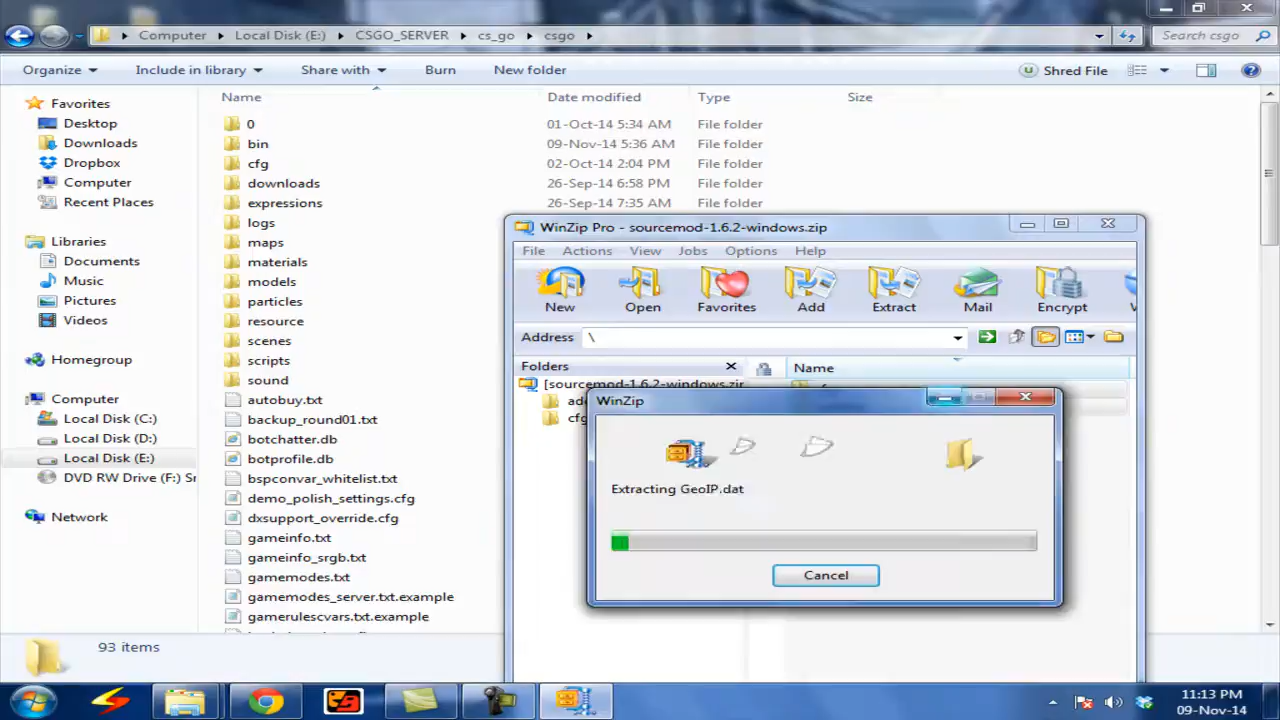 Computer Local Disk (E:) CSGO_SERVER cs_go csgo Search csgo
Organize Include in library Share with Burn New folder Shred File
Name Date modified Type Size
Favorites
Desktop
Downloads
Dropbox
Computer
Recent Places
Libraries
Documents
Music
Pictures
Videos
Homegroup
Computer
Local Disk (C:)
Local Disk (D:)
Local Disk (E:)
DVD RW Drive (F:) Sr
Network
0 01-Oct-14 5:34 AM File folder
bin 09-Nov-14 5:36 AM File folder
cfg 02-Oct-14 2:04 PM File folder
downloads 26-Sep-14 6:58 PM File folder
expressions 26-Sep-14 7:35 AM File folder
logs
maps
materials
models
particles
resource
scenes
scripts
sound
autobuy.txt
backup_round01.txt
botchatter.db
botprofile.db
bspconvar_whitelist.txt
demo_polish_settings.cfg
dxsupport_override.cfg
gameinfo.txt
gameinfo_srgb.txt
gamemodes.txt
gamemodes_server.txt.example
gamerulescvars.txt.example
WinZip Pro - sourcemod-1.6.2-windows.zip
File Actions View Jobs Options Help
New Open Favorites Add Extract Mail Encrypt
Address \
Folders Name
[sourcemod-1.6.2-windows.zip
WinZip
Extracting GeoIP.dat
Cancel
93 items
11:13 PM
09-Nov-14